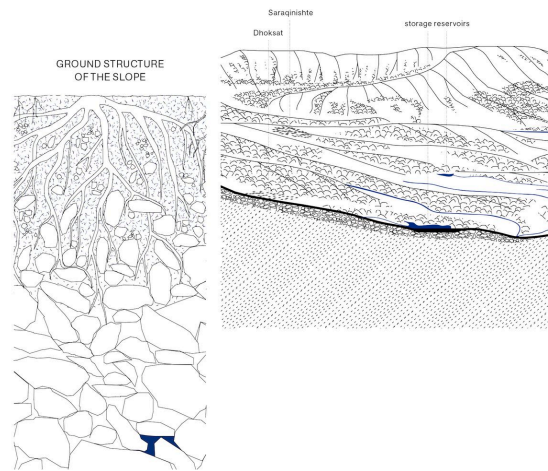 GROUND STRUCTURE
OF THE SLOPE
Saraqinishte
Dhoksat
storage reservoirs